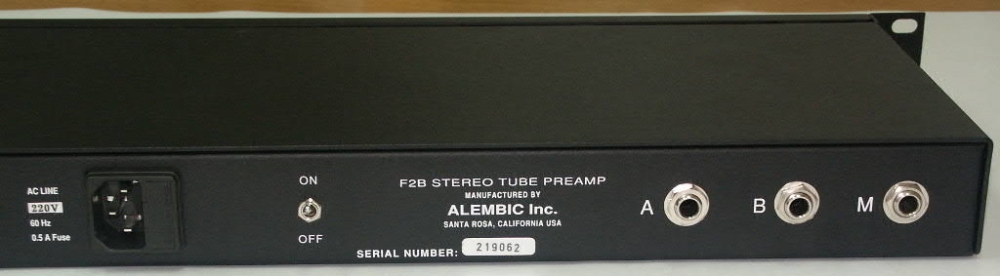 AC LINE
220V
60 Hz
0.5 A Fuse
ON
OFF
F2B STEREO TUBE PREAMP
MANUFACTURED BY
ALEMBIC Inc.
SANTA ROSA, CALIFORNIA USA
SERIAL NUMBER: 219062
A B M